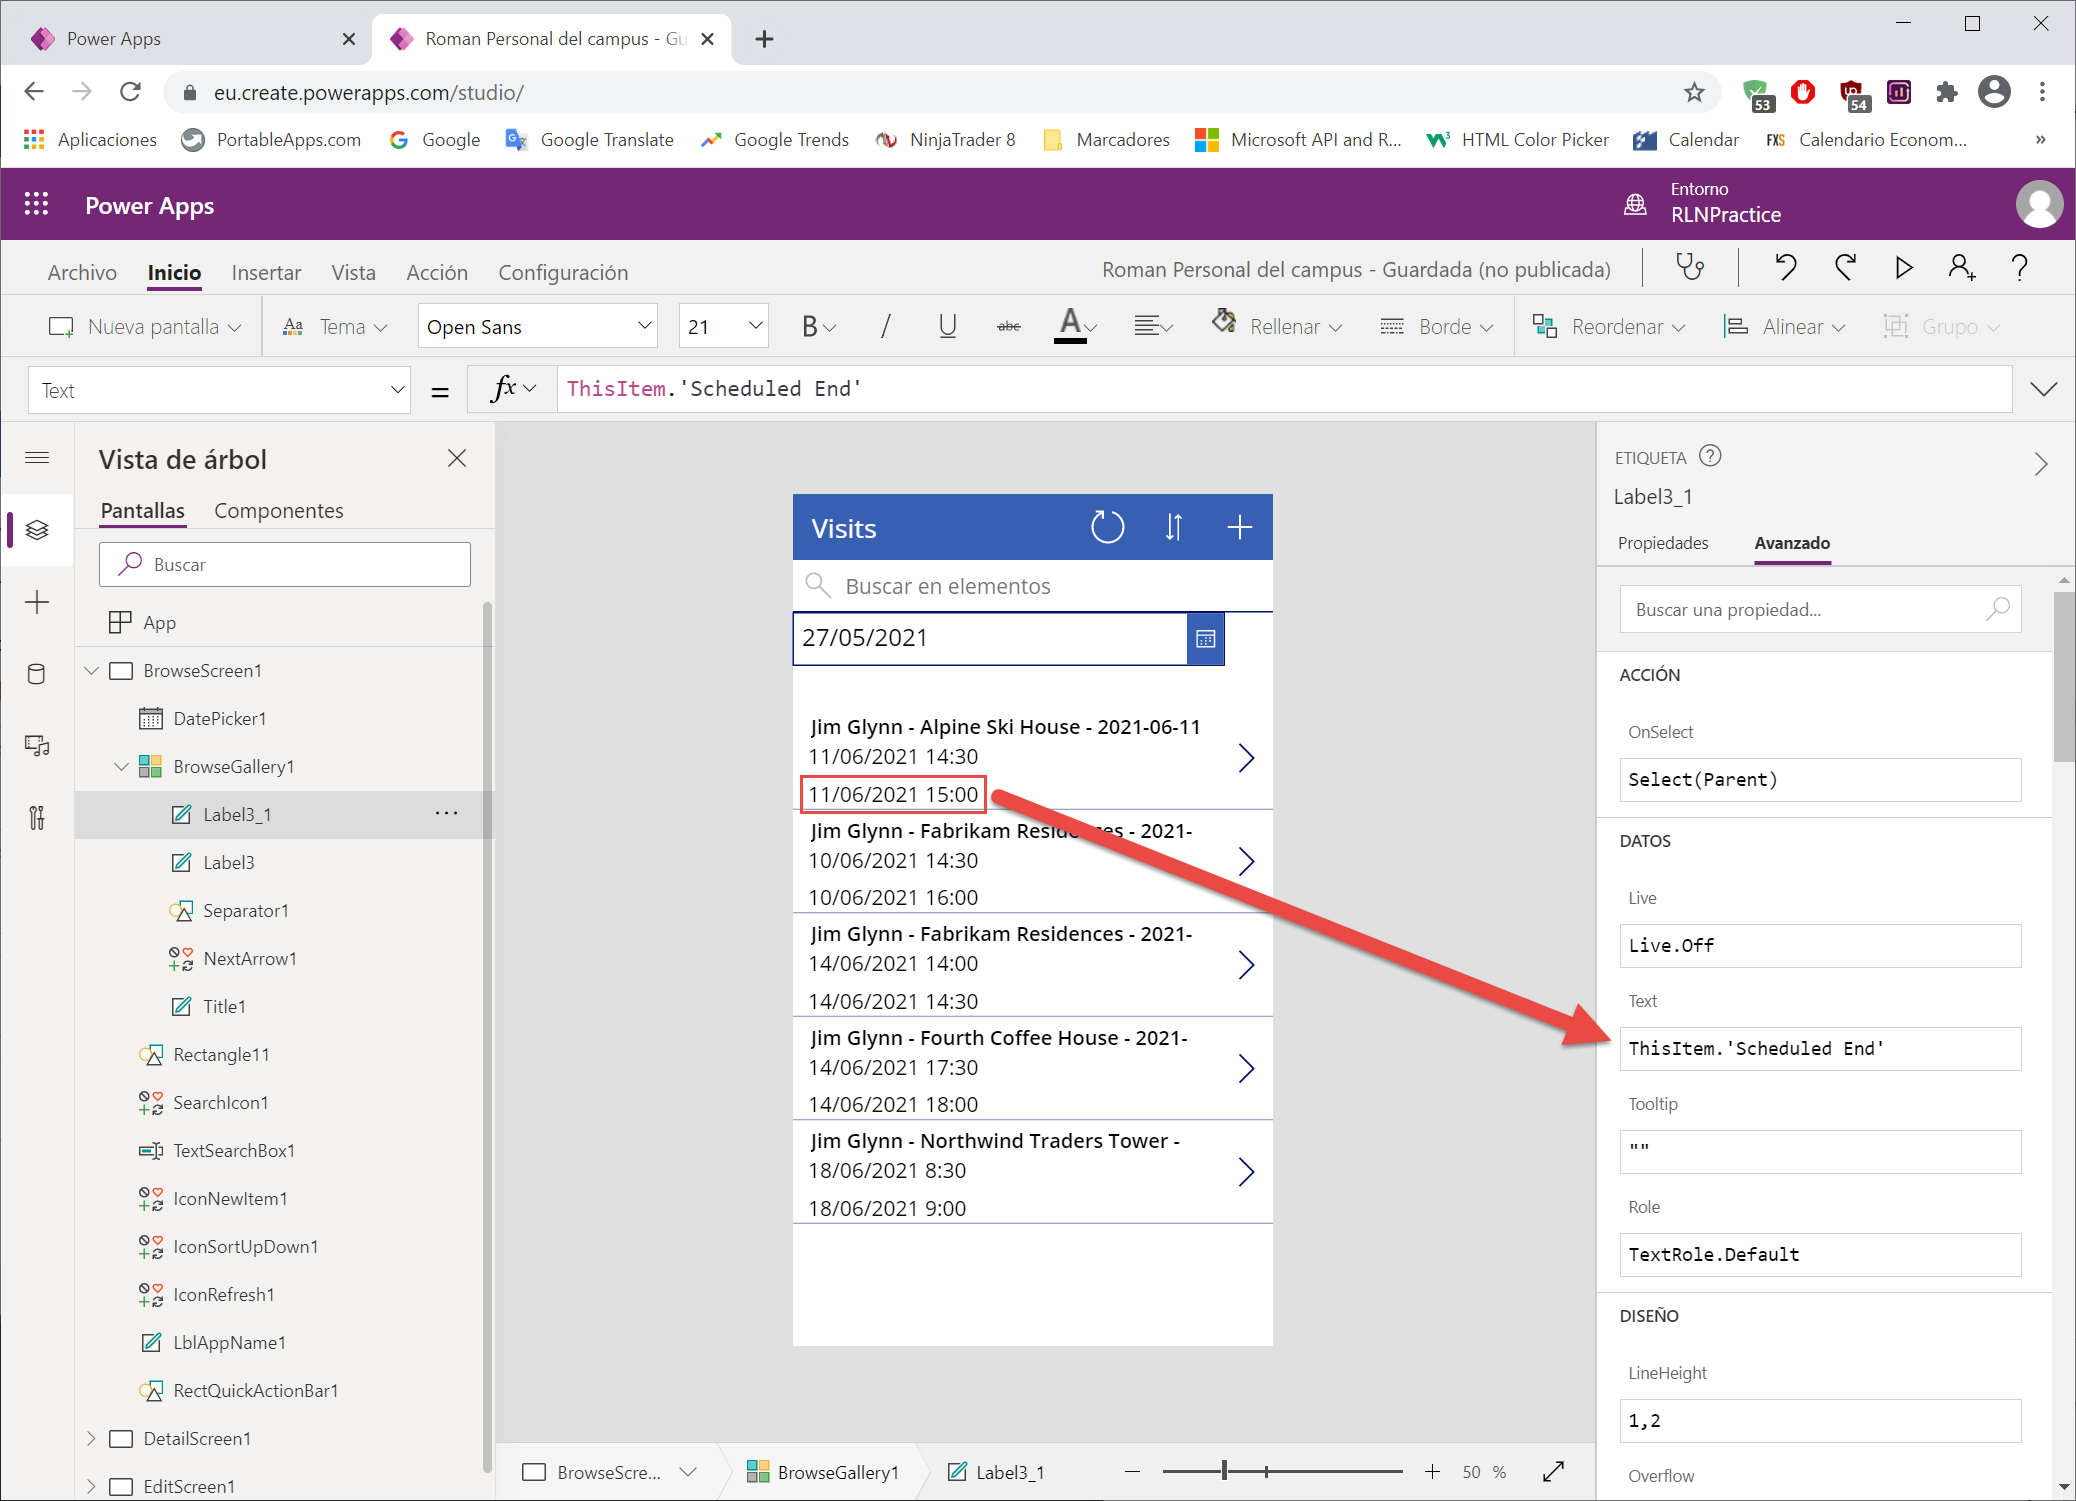 Power Apps
Roman Personal del campus - Gu
eu.create.powerapps.com/studio/
53
54
Aplicaciones
PortableApps.com
Google
Google Translate
Google Trends
NinjaTrader 8
Marcadores
Microsoft API and R...
HTML Color Picker
Calendar
FXS
Calendario Econom...
»
Power Apps
Entorno
RLNPractice
Archivo
Inicio
Insertar
Vista
Acción
Configuración
Roman Personal del campus - Guardada (no publicada)
Nueva pantalla
Tema
Open Sans
21
B
/
U
abc
A
Rellenar
Borde
Reordenar
Alinear
Grupo
Text
=
fx
ThisItem.'Scheduled End'
Vista de árbol
Pantallas
Componentes
Buscar
App
BrowseScreen1
DatePicker1
BrowseGallery1
Label3_1
...
Label3
Separator1
NextArrow1
Title1
Rectangle11
SearchIcon1
TextSearchBox1
IconNewItem1
IconSortUpDown1
IconRefresh1
LblAppName1
RectQuickActionBar1
DetailScreen1
EditScreen1
Visits
Buscar en elementos
27/05/2021
Jim Glynn - Alpine Ski House - 2021-06-11
11/06/2021 14:30
11/06/2021 15:00
Jim Glynn - Fabrikam Residences - 2021-
10/06/2021 14:30
10/06/2021 16:00
Jim Glynn - Fabrikam Residences - 2021-
14/06/2021 14:00
14/06/2021 14:30
Jim Glynn - Fourth Coffee House - 2021-
14/06/2021 17:30
14/06/2021 18:00
Jim Glynn - Northwind Traders Tower -
18/06/2021 8:30
18/06/2021 9:00
BrowseScre...
BrowseGallery1
Label3_1
50 %
ETIQUETA
Label3_1
Propiedades
Avanzado
Buscar una propiedad...
ACCIÓN
OnSelect
Select(Parent)
DATOS
Live
Live.Off
Text
ThisItem.'Scheduled End'
Tooltip
""
Role
TextRole.Default
DISEÑO
LineHeight
1,2
Overflow